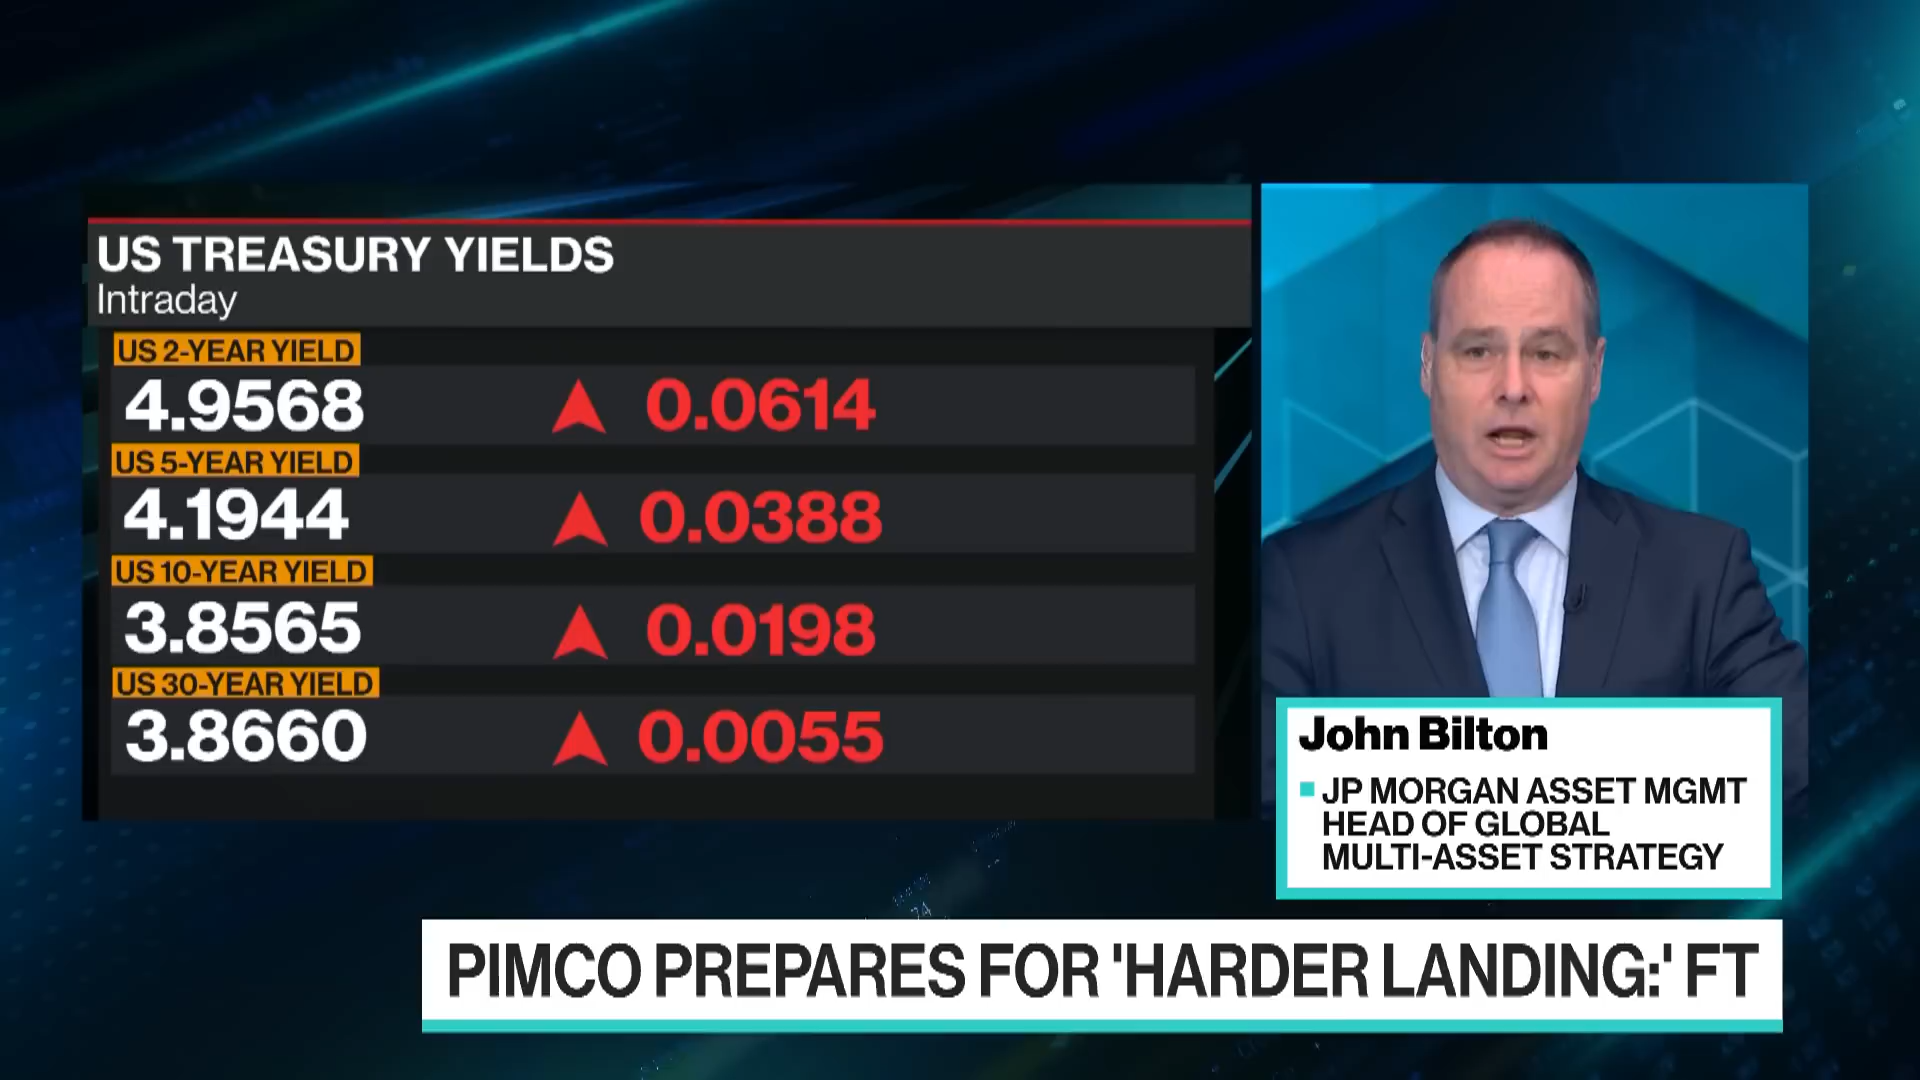 US TREASURY YIELDS
Intraday
US 2-YEAR YIELD
4.9568 0.0614
US 5-YEAR YIELD
4.1944 0.0388
US 10-YEAR YIELD
3.8565 0.0198
US 30-YEAR YIELD
3.8660 0.0055
John Bilton
JP MORGAN ASSET MGMT
HEAD OF GLOBAL
MULTI-ASSET STRATEGY
PIMCO PREPARES FOR 'HARDER LANDING:' FT